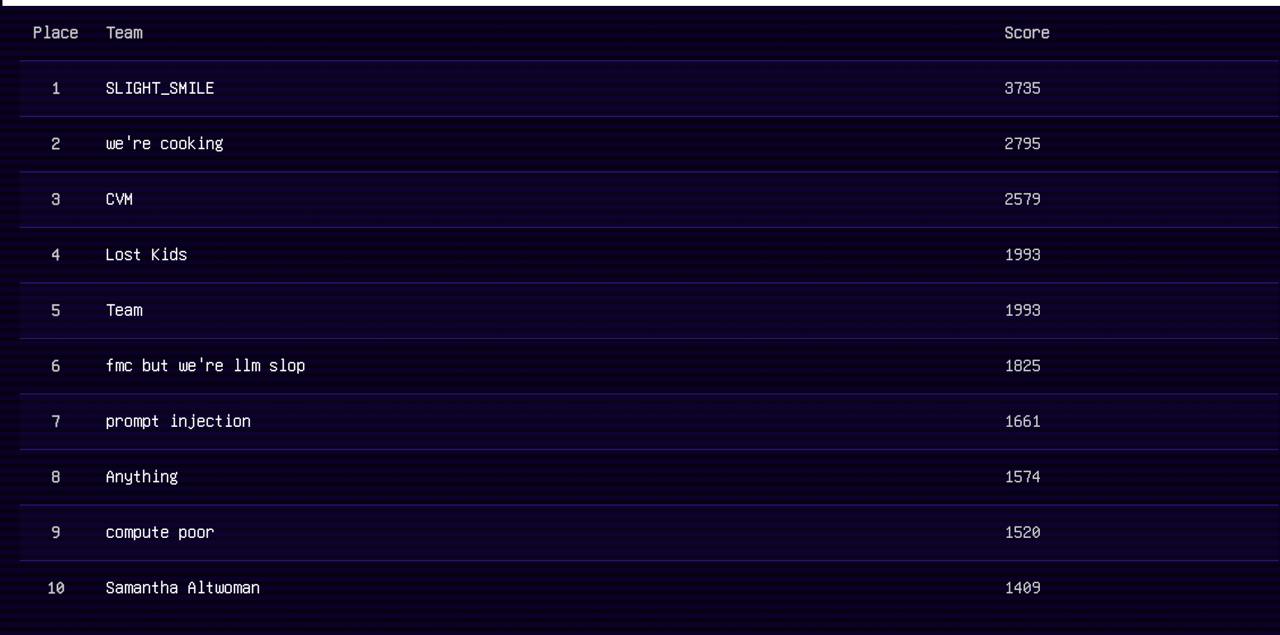 Place Team Score
1 SLIGHT_SMILE 3735
2 we're cooking 2795
3 CVM 2579
4 Lost Kids 1993
5 Team 1993
6 fmc but we're llm slop 1825
7 prompt injection 1661
8 Anything 1574
9 compute poor 1520
10 Samantha Altwoman 1409